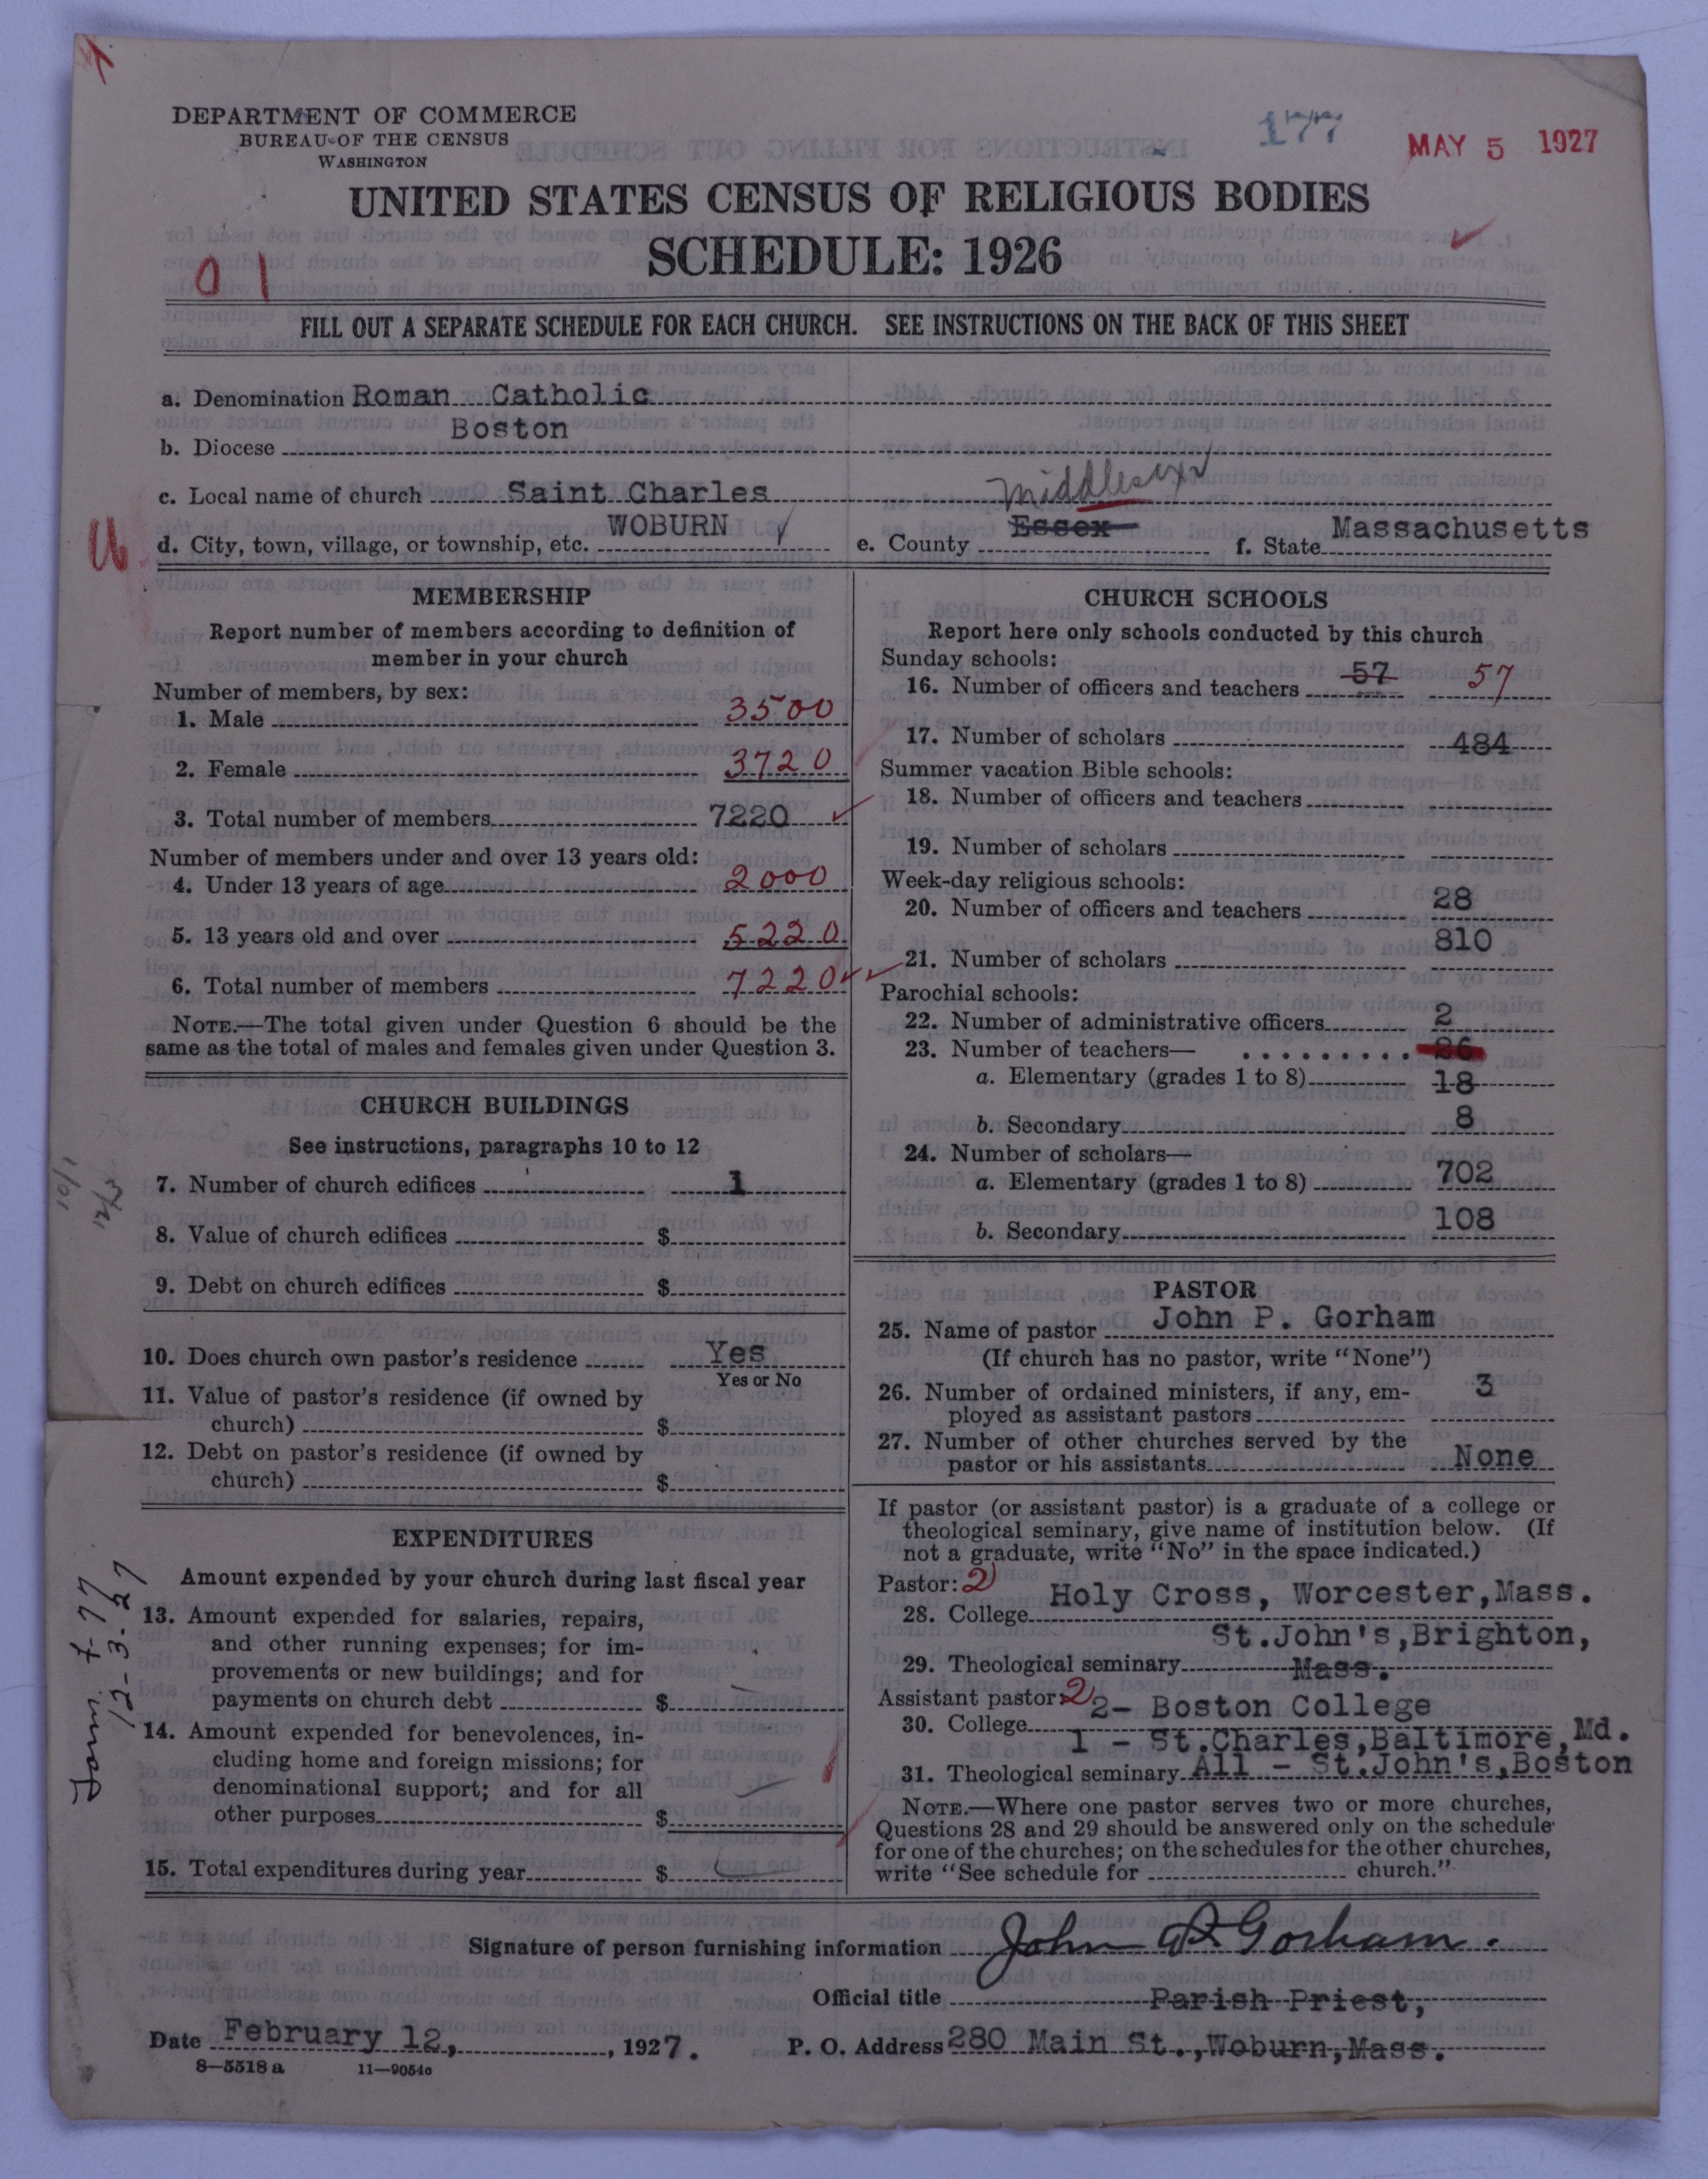 DEPARTMENT OF COMMERCE
BUREAU OF THE CENSUS
WASHINGTON
177
MAY 5 1927
UNITED STATES CENSUS OF RELIGIOUS BODIES
SCHEDULE: 1926
01
FILL OUT A SEPARATE SCHEDULE FOR EACH CHURCH. SEE INSTRUCTIONS ON THE BACK OF THIS SHEET
a. Denomination Roman Catholic
b. Diocese Boston
c. Local name of church Saint Charles
Middlesex
d. City, town, village, or township, etc. WOBURN e. County Essex f. State Massachusetts
MEMBERSHIP
Report number of members according to definition of
member in your church
Number of members, by sex:
1. Male 3500
2. Female 3720
3. Total number of members 7220
Number of members under and over 13 years old:
4. Under 13 years of age 2000
5. 13 years old and over 5220
6. Total number of members 7220
NOTE.—The total given under Question 6 should be the
same as the total of males and females given under Question 3.
CHURCH BUILDINGS
See instructions, paragraphs 10 to 12
7. Number of church edifices 1
8. Value of church edifices $
9. Debt on church edifices $
10. Does church own pastor's residence Yes
Yes or No
11. Value of pastor's residence (if owned by
church) $
12. Debt on pastor's residence (if owned by
church) $
EXPENDITURES
Amount expended by your church during last fiscal year
13. Amount expended for salaries, repairs,
and other running expenses; for im-
provements or new buildings; and for
payments on church debt $
14. Amount expended for benevolences, in-
cluding home and foreign missions; for
denominational support; and for all
other purposes $
15. Total expenditures during year $
12-3-27
CHURCH SCHOOLS
Report here only schools conducted by this church
Sunday schools:
16. Number of officers and teachers 57 57
17. Number of scholars 484
Summer vacation Bible schools:
18. Number of officers and teachers
19. Number of scholars
Week-day religious schools:
20. Number of officers and teachers 28
21. Number of scholars 810
Parochial schools:
22. Number of administrative officers 2
23. Number of teachers— ......... 26
a. Elementary (grades 1 to 8) 18
b. Secondary 8
24. Number of scholars—
a. Elementary (grades 1 to 8) 702
b. Secondary 108
PASTOR
25. Name of pastor John P. Gorham
(If church has no pastor, write "None")
26. Number of ordained ministers, if any, em- 3
ployed as assistant pastors
27. Number of other churches served by the
pastor or his assistants None
If pastor (or assistant pastor) is a graduate of a college or
theological seminary, give name of institution below. (If
not a graduate, write "No" in the space indicated.)
Pastor: 2
28. College Holy Cross, Worcester, Mass.
St.John's,Brighton,
29. Theological seminary Mass.
Assistant pastor: 2 2- Boston College
30. College
1 - St.Charles,Baltimore,Md.
31. Theological seminary All - St.John's,Boston
NOTE.—Where one pastor serves two or more churches,
Questions 28 and 29 should be answered only on the schedule
for one of the churches; on the schedules for the other churches,
write "See schedule for church."
Signature of person furnishing information John P. Gorham.
Official title Parish Priest,
Date February 12, , 1927. P. O. Address 280 Main St.,Woburn,Mass.
8—5518 a 11—9054c